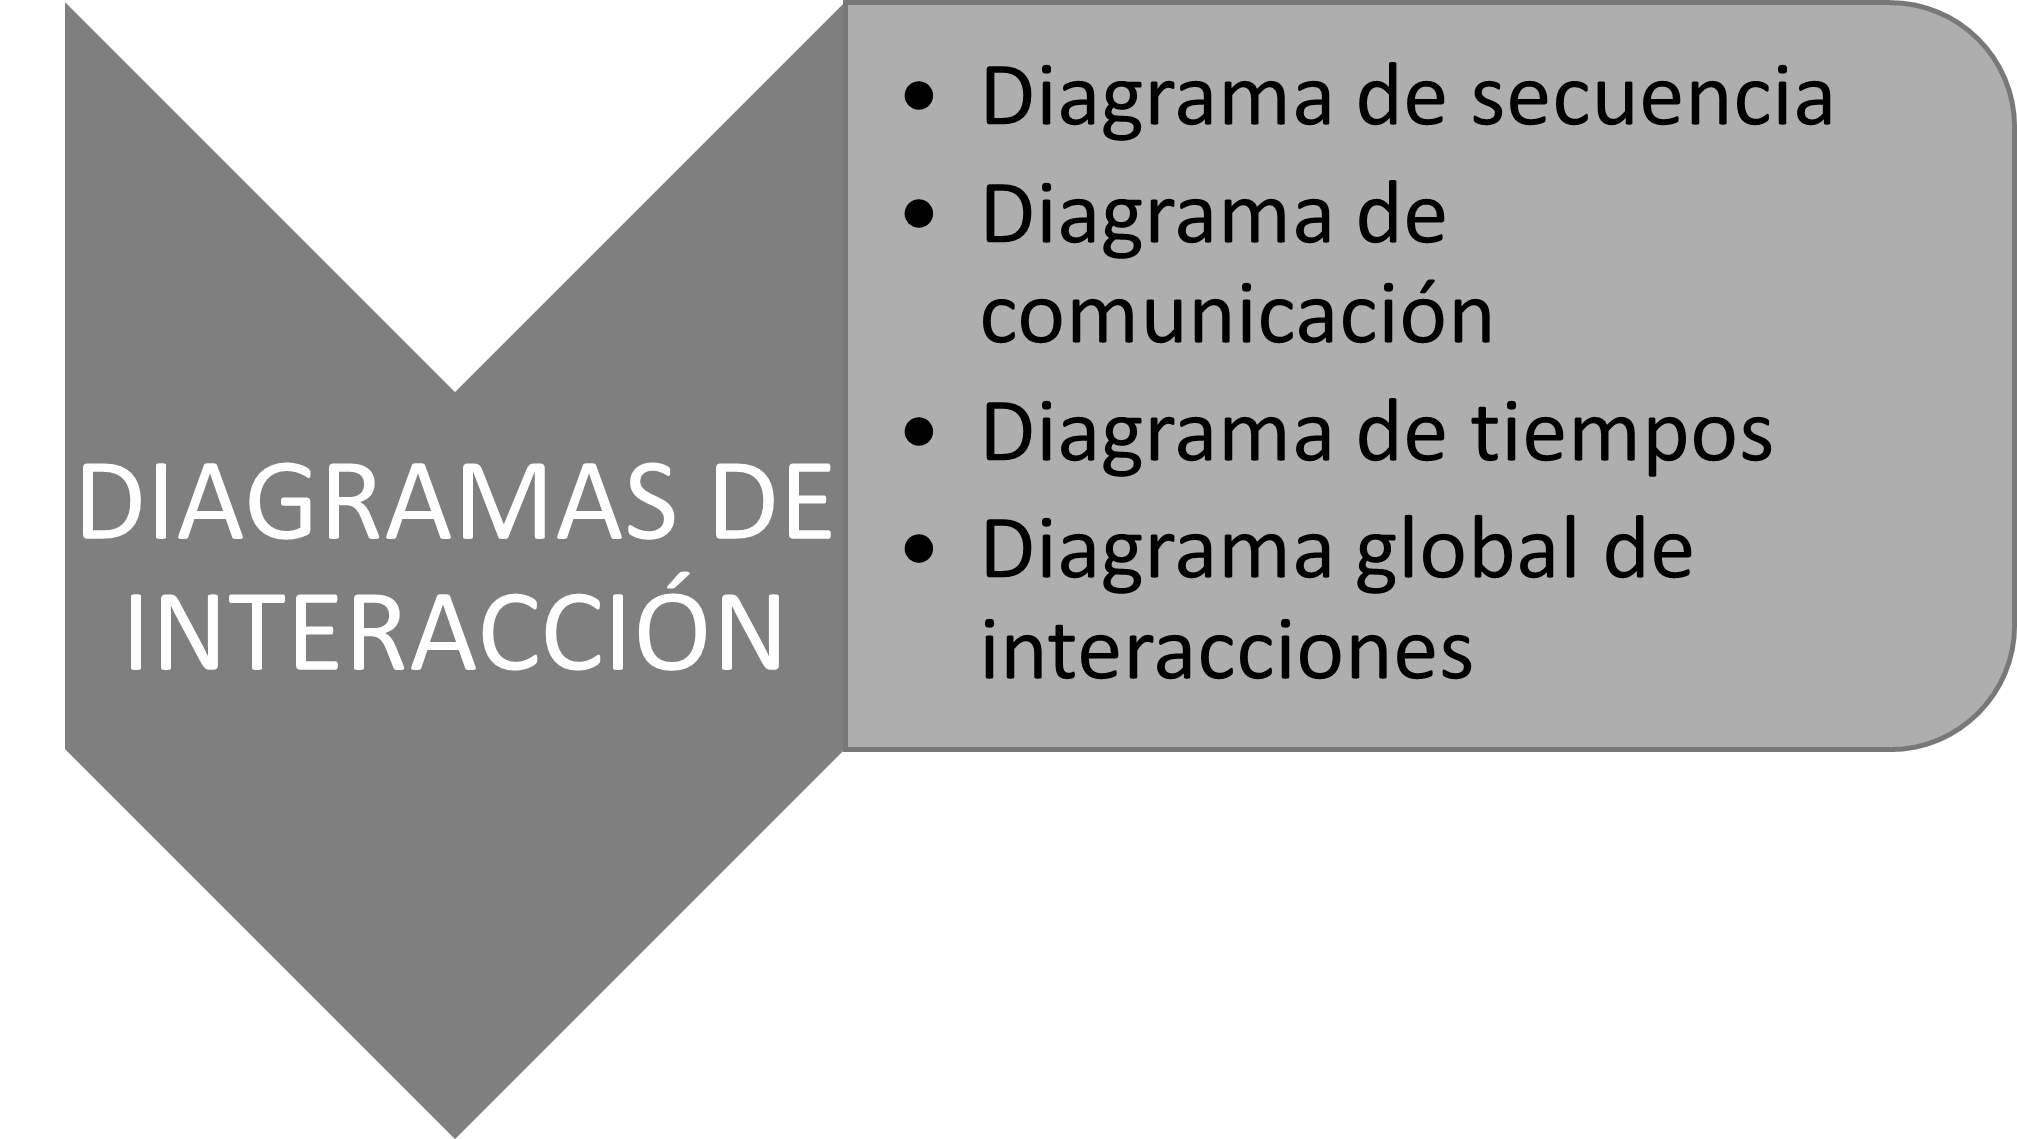 DIAGRAMAS DE
INTERACCIÓN
• Diagrama de secuencia
• Diagrama de
comunicación
• Diagrama de tiempos
• Diagrama global de
interacciones